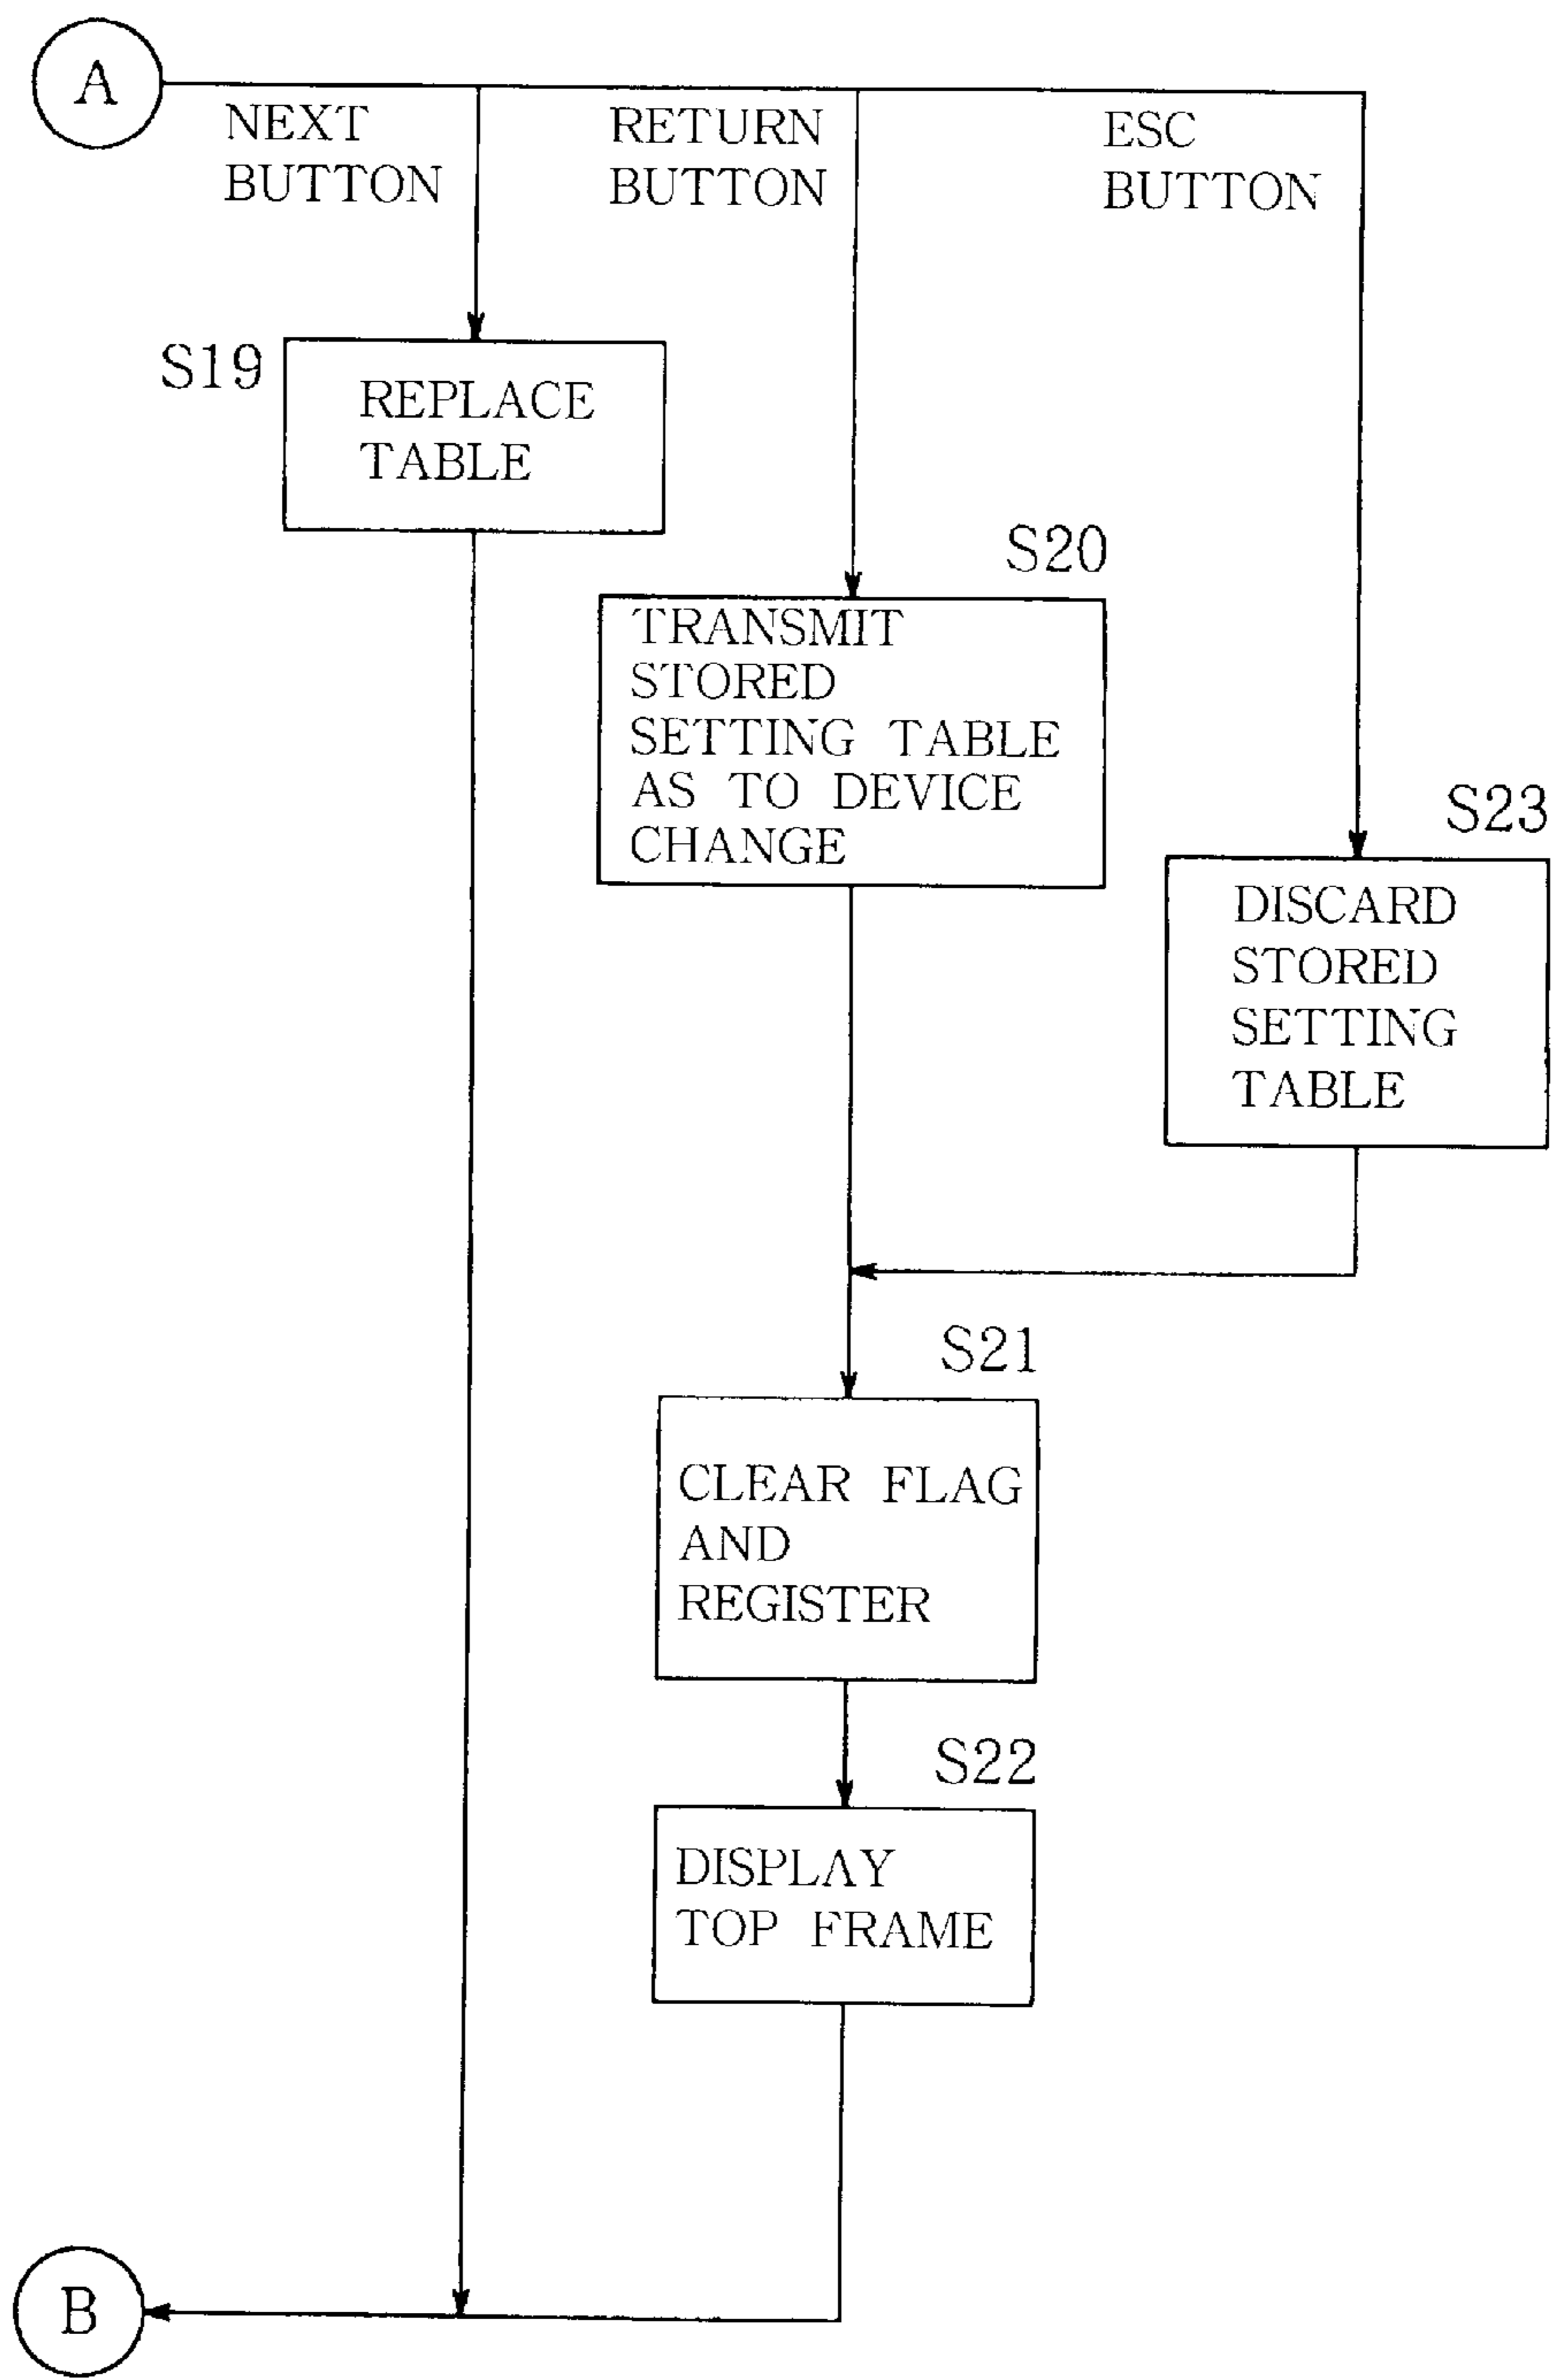 A
NEXT
BUTTON
RETURN
BUTTON
ESC
BUTTON
S19
REPLACE
TABLE
S20
TRANSMIT
STORED
SETTING TABLE
AS TO DEVICE
CHANGE
S23
DISCARD
STORED
SETTING
TABLE
S21
CLEAR FLAG
AND
REGISTER
S22
DISPLAY
TOP FRAME
B